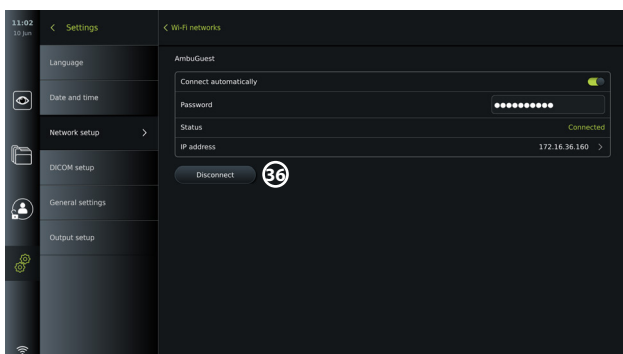 11:02
10 Jun
Settings
Wi-Fi networks
Language
Date and time
Network setup
DICOM setup
General settings
Output setup
AmbuGuest
Connect automatically
Password ●●●●●●●●●●
Status Connected
IP address 172.16.36.160
Disconnect 36